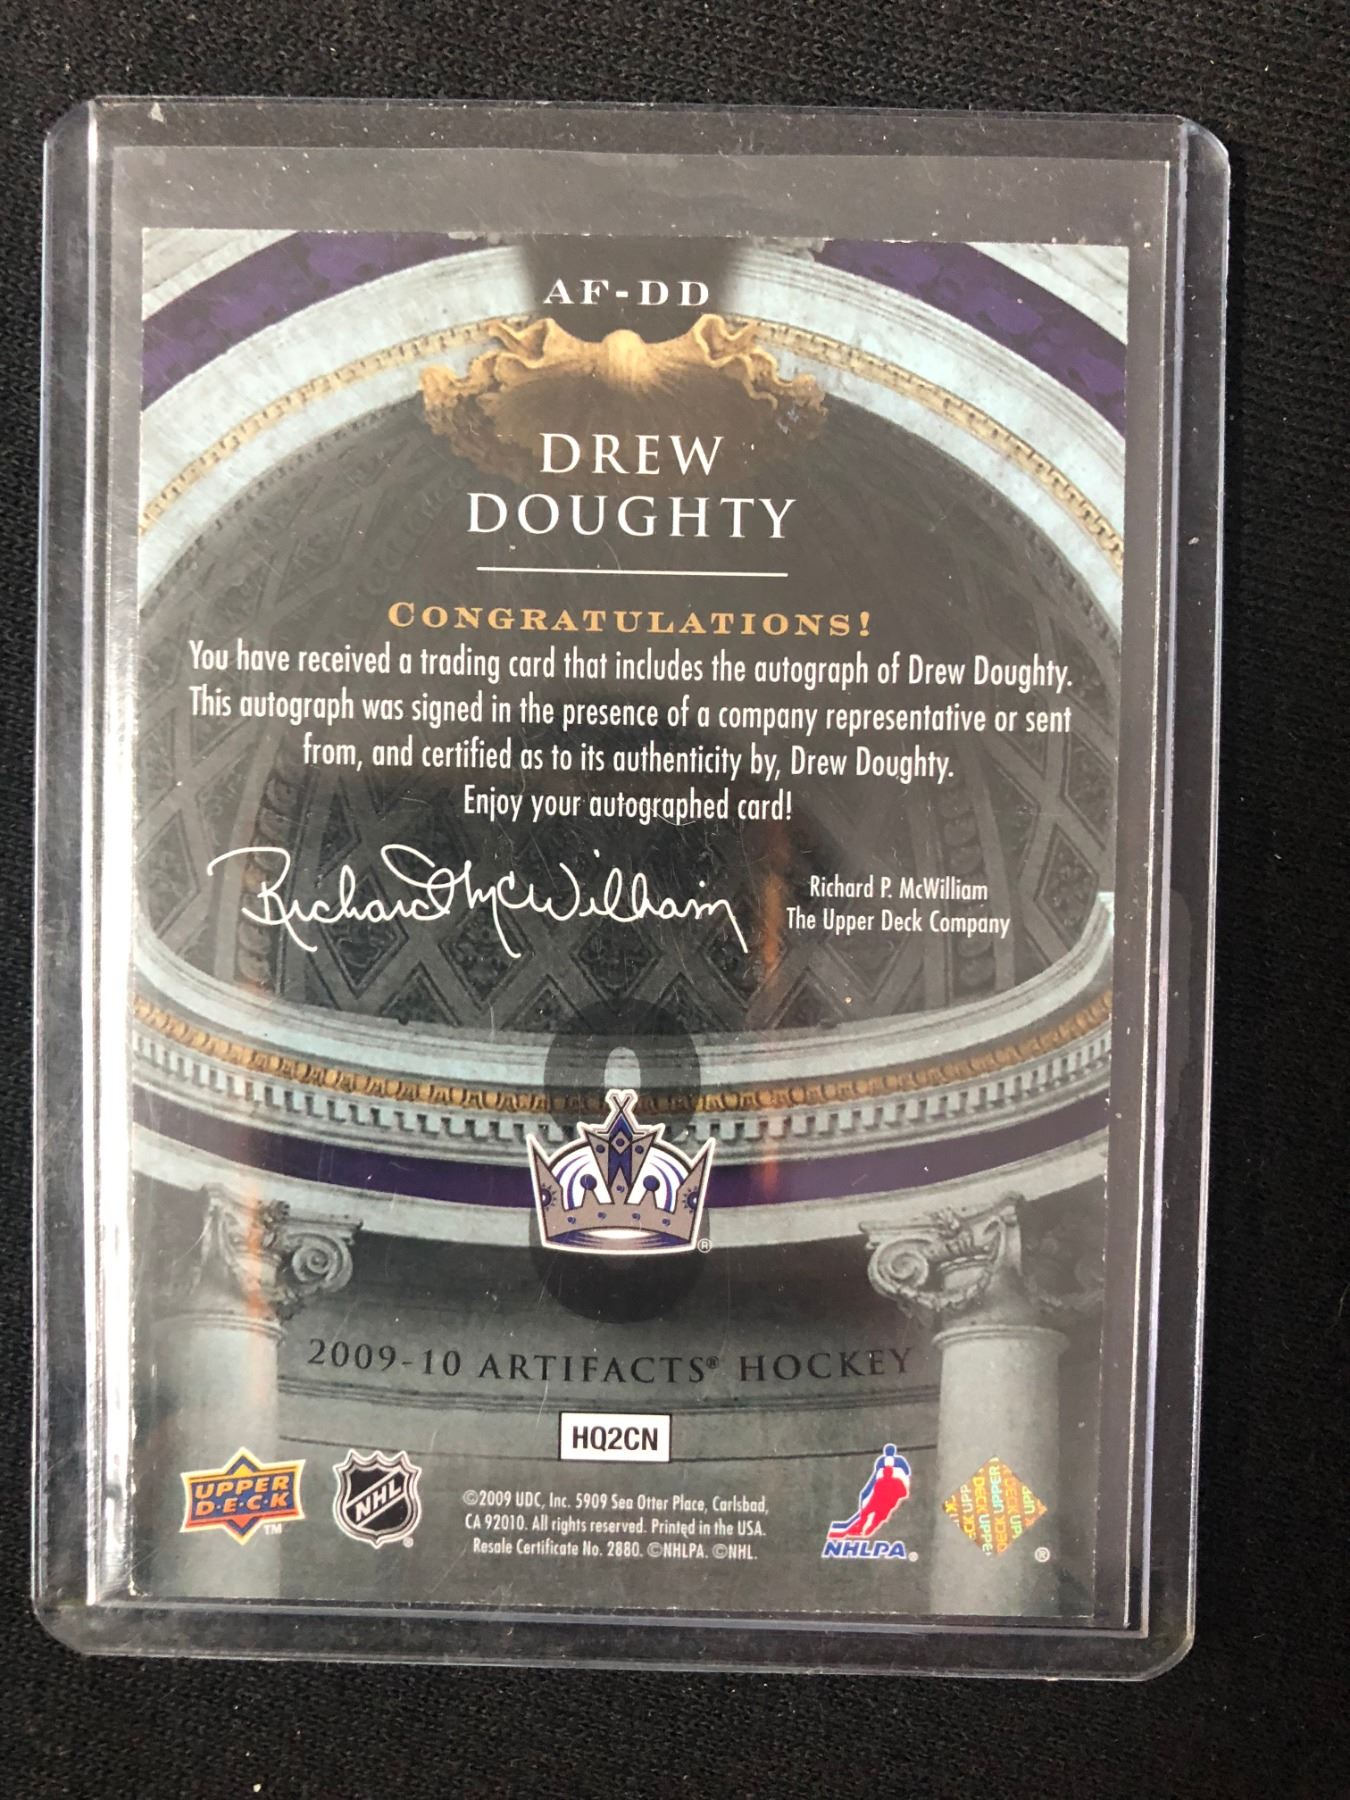 AF-DD
DREW
DOUGHTY
CONGRATULATIONS!
You have received a trading card that includes the autograph of Drew Doughty.
This autograph was signed in the presence of a company representative or sent
from, and certified as to its authenticity by, Drew Doughty.
Enjoy your autographed card!
Richard McWilliam
Richard P. McWilliam
The Upper Deck Company
8
®
2009-10 ARTIFACTS® HOCKEY
HQ2CN
UPPER
D·E·C·K
TM
NHL
®
©2009 UDC, Inc. 5909 Sea Otter Place, Carlsbad,
CA 92010. All rights reserved. Printed in the USA.
Resale Certificate No. 2880. ©NHLPA. ©NHL.
NHLPA®
UPPER DECK
®